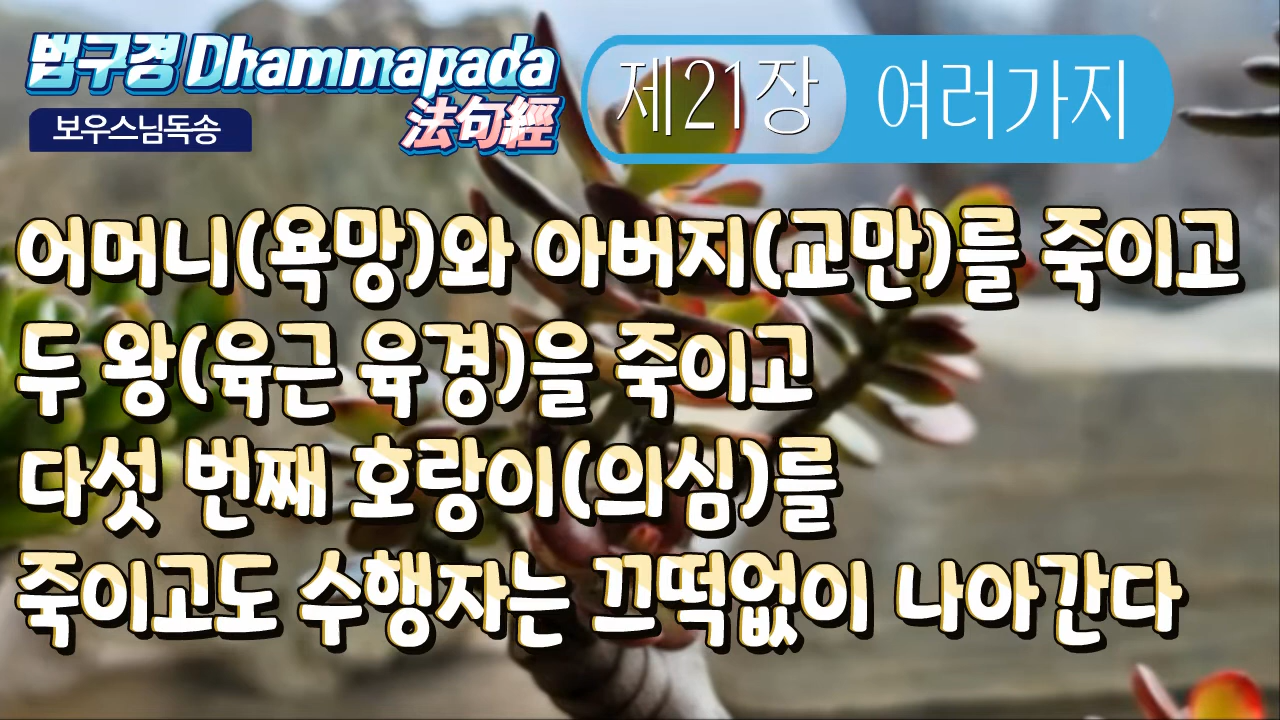 법구경 Dhammapada
法句經
보우스님독송
제21장 여러가지
어머니(욕망)와 아버지(교만)를 죽이고
두 왕(육근 육경)을 죽이고
다섯 번째 호랑이(의심)를
죽이고도 수행자는 끄떡없이 나아간다